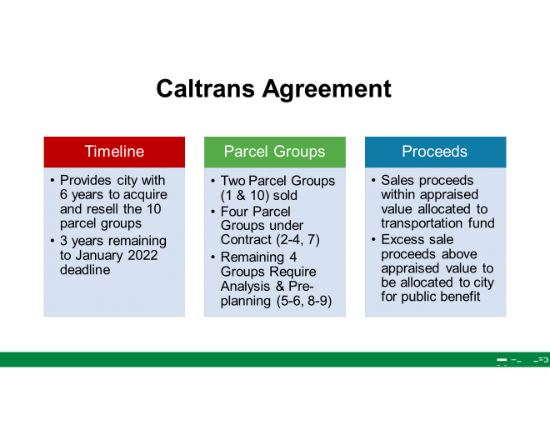 Caltrans Agreement
Timeline
• Provides city with
6 years to acquire
and resell the 10
parcel groups
• 3 years remaining
to January 2022
deadline
Parcel Groups
• Two Parcel Groups
(1 & 10) sold
• Four Parcel
Groups under
Contract (2-4, 7)
• Remaining 4
Groups Require
Analysis & Pre-
planning (5-6, 8-9)
Proceeds
• Sales proceeds
within appraised
value allocated to
transportation fund
• Excess sale
proceeds above
appraised value to
be allocated to city
for public benefit